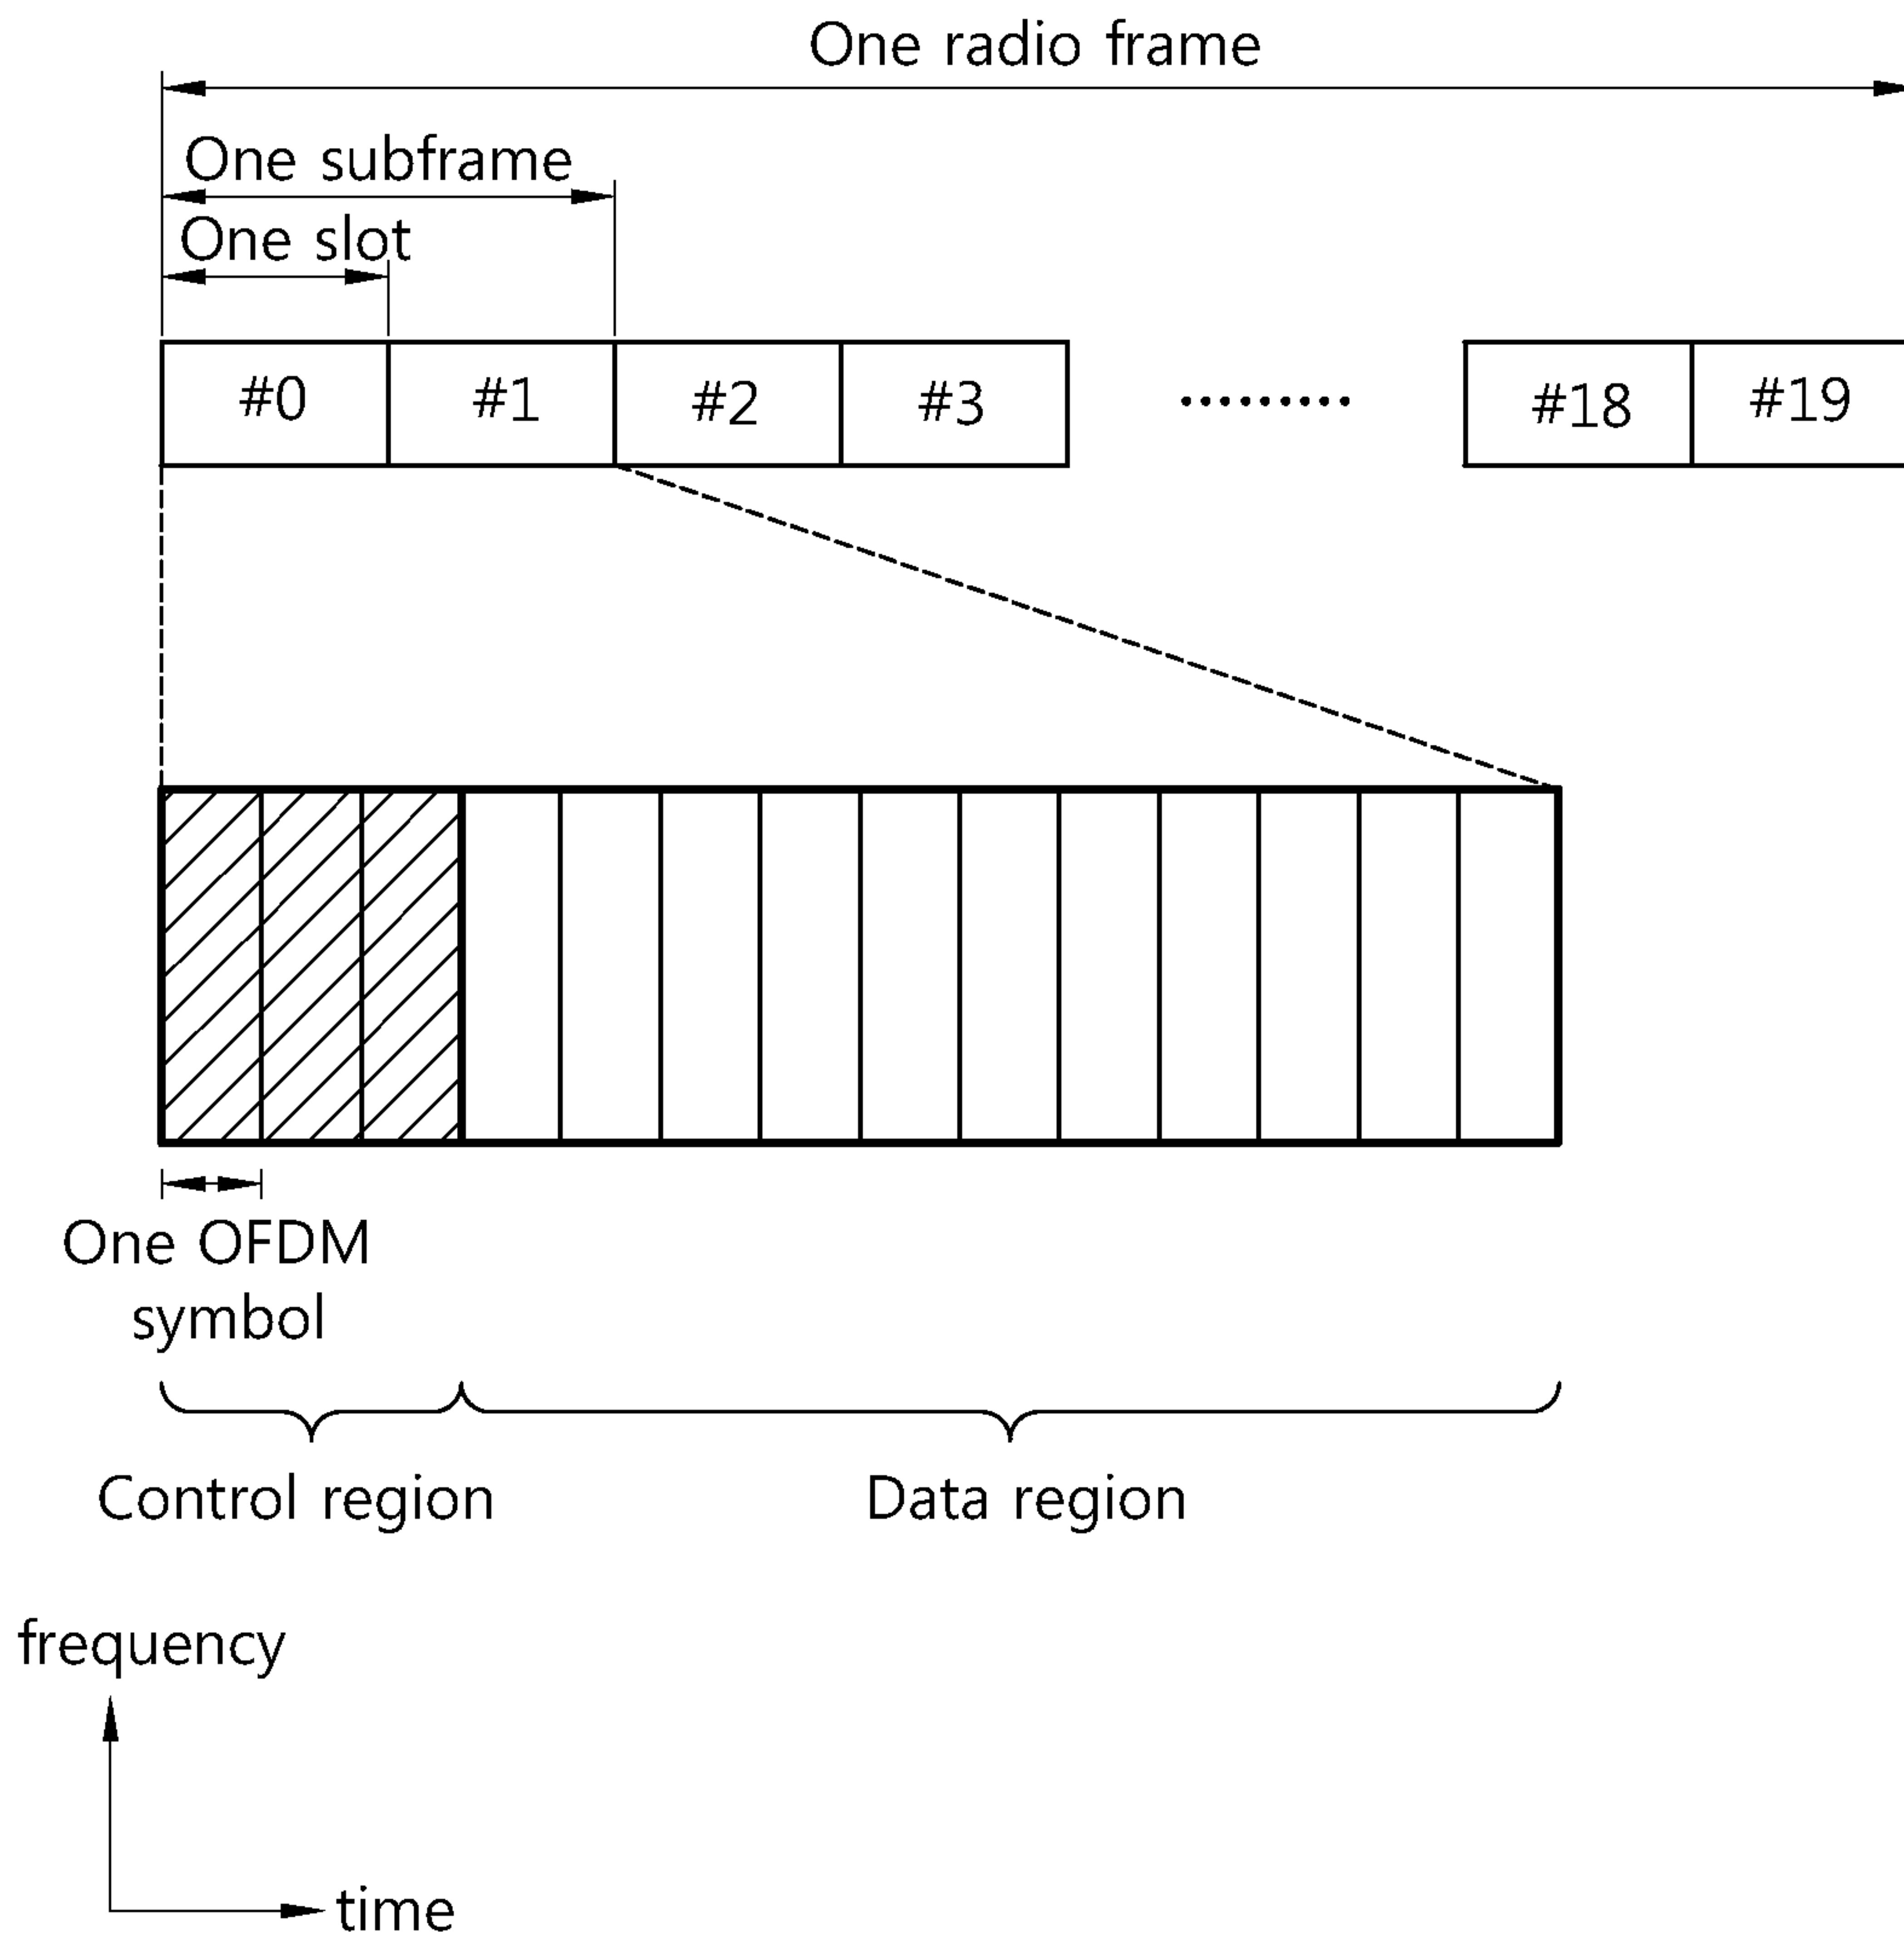 One radio frame
One subframe
One slot
#0 #1 #2 #3 ......... #18 #19
One OFDM
symbol
Control region Data region
frequency
time